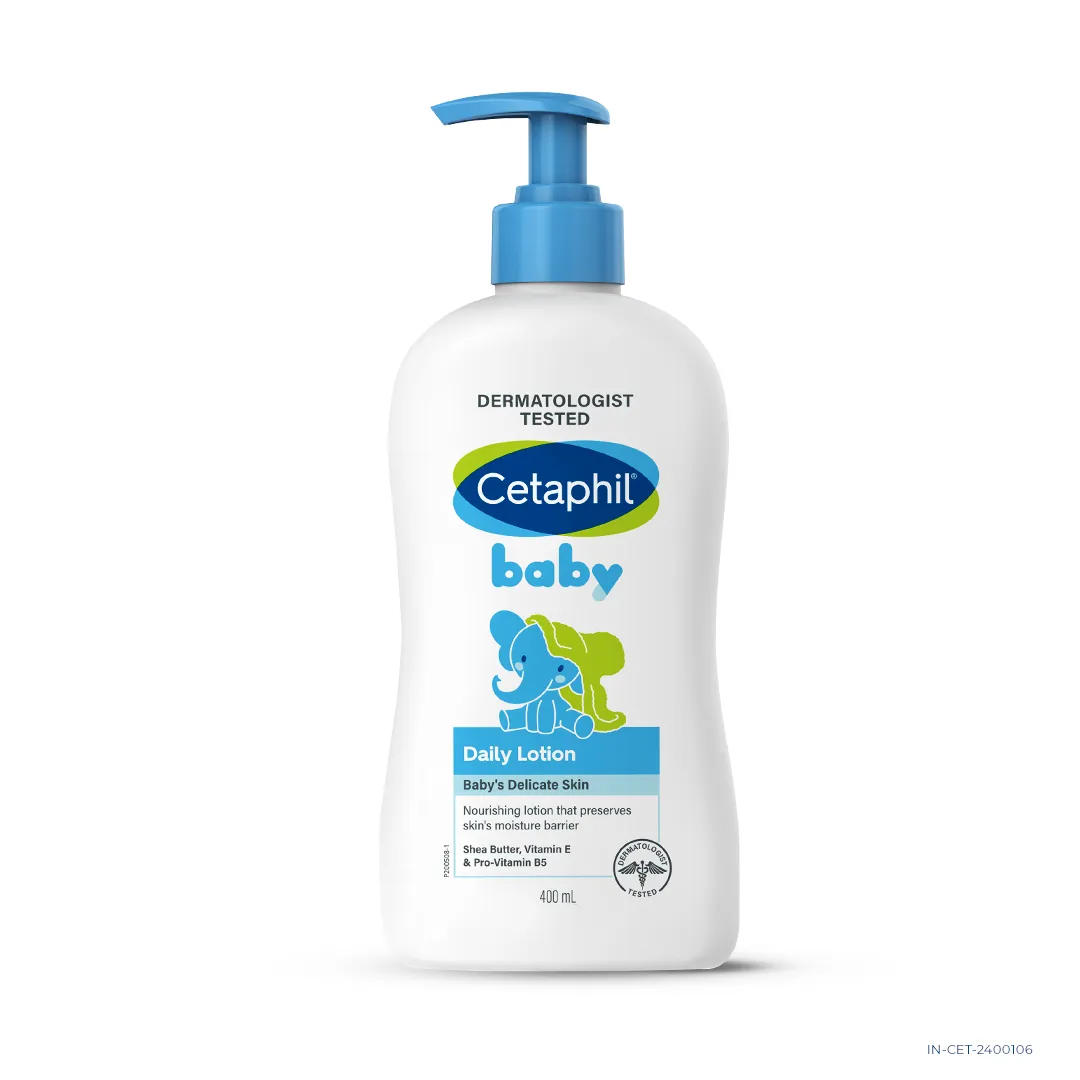 DERMATOLOGIST
TESTED
Cetaphil®
baby
Daily Lotion
Baby's Delicate Skin
Nourishing lotion that preserves
skin's moisture barrier
Shea Butter, Vitamin E
& Pro-Vitamin B5
P200508-1
DERMATOLOGIST
TESTED
400 mL
IN-CET-2400106